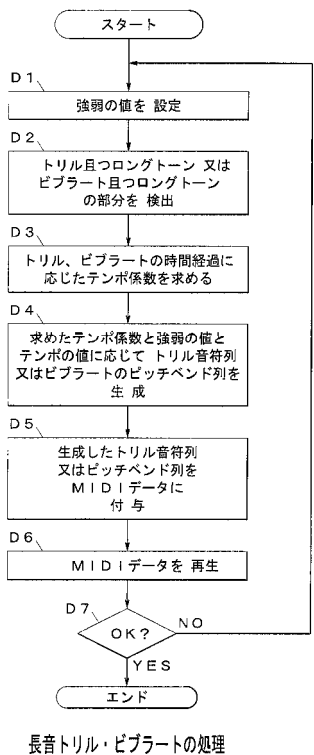 スタート
D1
強弱の値を 設定
D2
トリル且つロングトーン 又は
ビブラート且つロングトーン
の部分を 検出
D3
トリル、ビブラートの時間経過に
応じたテンポ係数を求める
D4
求めたテンポ係数と強弱の値と
テンポの値に応じて トリル音符列
又はビブラートのピッチベンド列を
生 成
D5
生成したトリル音符列
又はピッチベンド列を
MIDIデータに
付 与
D6
MIDIデータを 再生
D7
OK?
NO
YES
エンド
長音トリル・ビブラートの処理